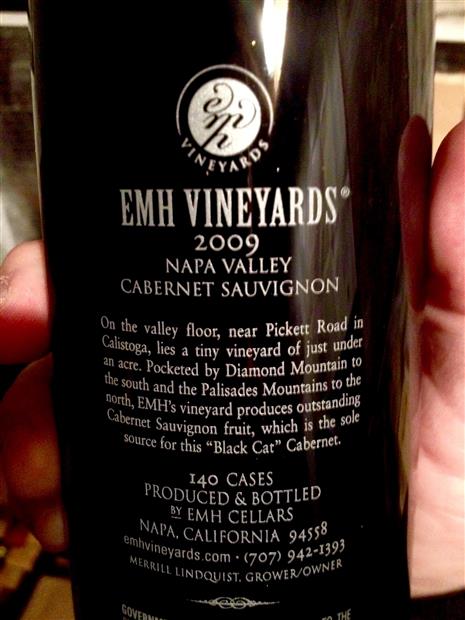 emh
VINEYARDS
EMH VINEYARDS®
2009
NAPA VALLEY
CABERNET SAUVIGNON
On the valley floor, near Pickett Road in
Calistoga, lies a tiny vineyard of just under
an acre. Pocketed by Diamond Mountain to
the south and the Palisades Mountains to the
north, EMH's vineyard produces outstanding
Cabernet Sauvignon fruit, which is the sole
source for this "Black Cat" Cabernet.
140 CASES
PRODUCED & BOTTLED
BY EMH CELLARS
NAPA, CALIFORNIA 94558
emhvineyards.com · (707) 942-1393
MERRILL LINDQUIST, GROWER/OWNER
TO THE